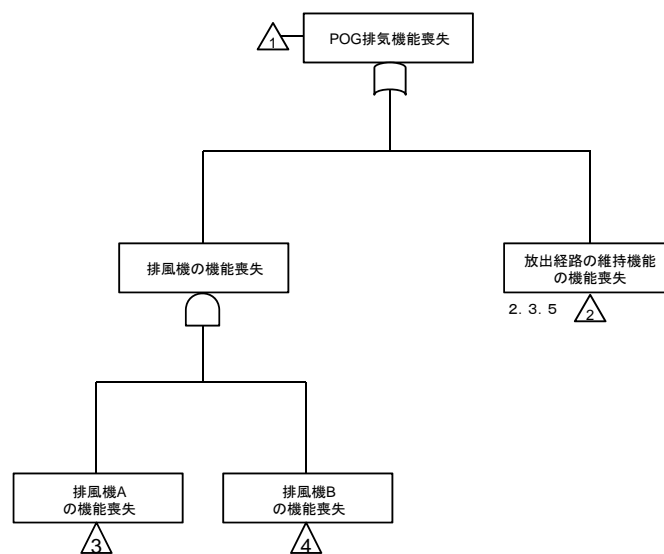 POG排気機能喪失
1
排風機の機能喪失
放出経路の維持機能
の機能喪失
2. 3. 5
2
排風機A
の機能喪失
排風機B
の機能喪失
3
4